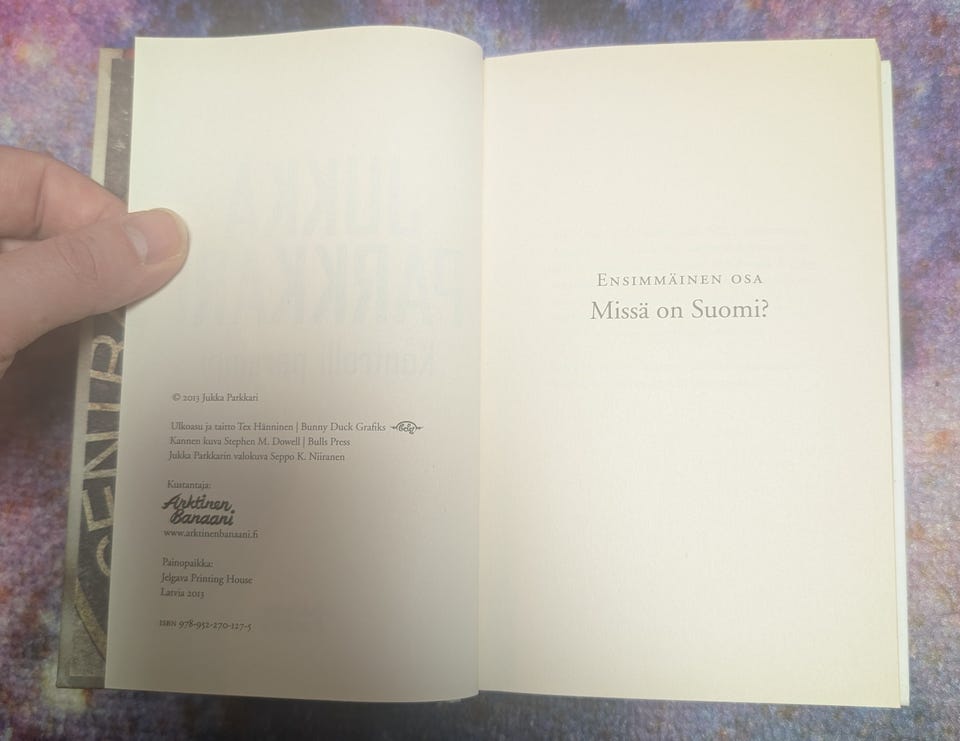 JUKKA
PARKKARI
© 2013 Jukka Parkkari
Ulkoasu ja taitto Tex Hänninen | Bunny Duck Grafiks
Kannen kuva Stephen M. Dowell | Bulls Press
Jukka Parkkarin valokuva Seppo K. Niiranen
Kustantaja:
Arktinen
Banaani
www.arktinenbanaani.fi
Painopaikka:
Jelgava Printing House
Latvia 2013
ISBN 978-952-270-127-5
ENSIMMÄINEN OSA
Missä on Suomi?